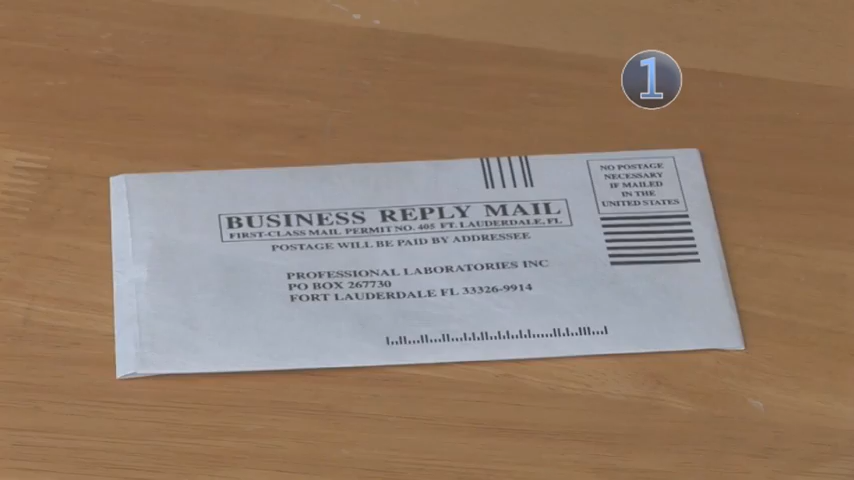 1
NO POSTAGE
NECESSARY
IF MAILED
IN THE
UNITED STATES
BUSINESS REPLY MAIL
FIRST-CLASS MAIL PERMIT NO. 405 FT. LAUDERDALE, FL
POSTAGE WILL BE PAID BY ADDRESSEE
PROFESSIONAL LABORATORIES INC
PO BOX 267730
FORT LAUDERDALE FL 33326-9914